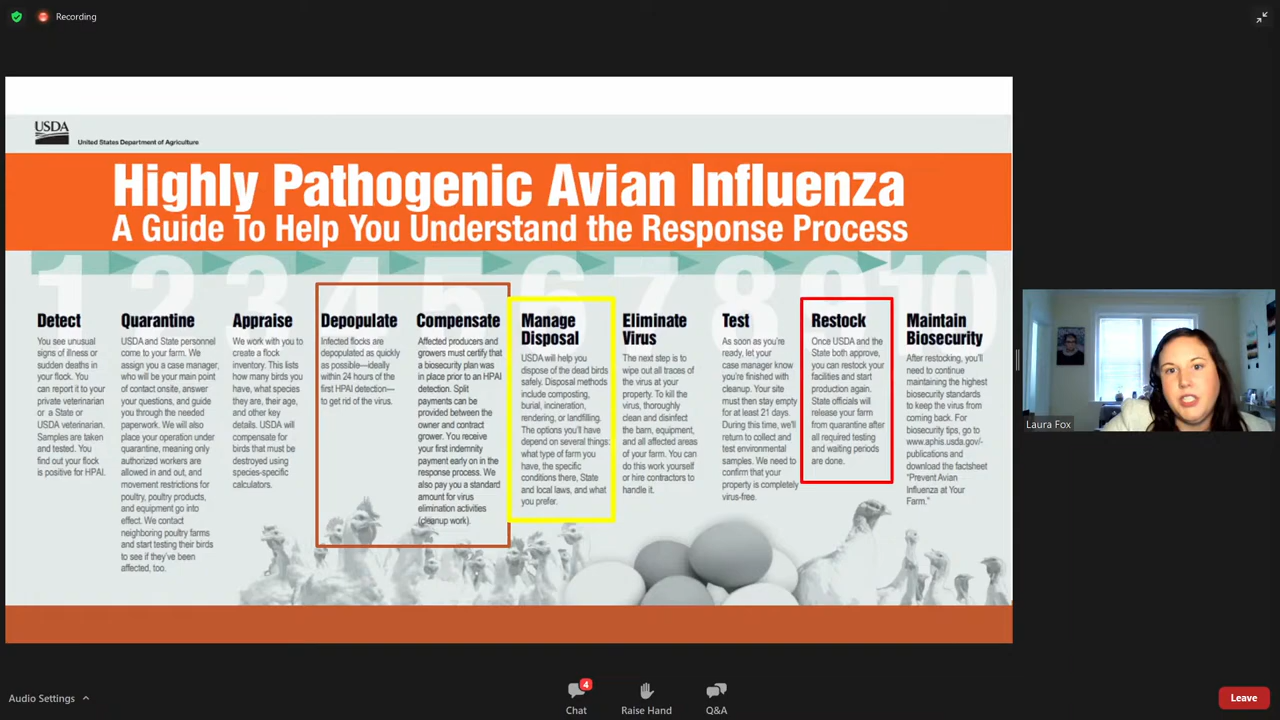 Recording
USDA
United States Department of Agriculture
Highly Pathogenic Avian Influenza
A Guide To Help You Understand the Response Process
1 2 3 4 5 6 7 8 9 10
Detect
You see unusual
signs of illness or
sudden deaths in
your flock. You
can report it to your
private veterinarian
or a State or
USDA veterinarian.
Samples are taken
and tested. You
find out your flock
is positive for HPAI.
Quarantine
USDA and State personnel
come to your farm. We
assign you a case manager,
who will be your main point
of contact onsite, answer
your questions, and guide
you through the needed
paperwork. We will also
place your operation under
quarantine, meaning only
authorized workers are
allowed in and out, and
movement restrictions for
poultry, poultry products,
and equipment go into
effect. We contact
neighboring poultry farms
and start testing their birds
to see if they've been
affected, too.
Appraise
We work with you to
create a flock
inventory. This lists
how many birds you
have, what species
they are, their age,
and other key
details. USDA will
compensate for
birds that must be
destroyed using
species-specific
calculators.
Depopulate
Infected flocks are
depopulated as quickly
as possible—ideally
within 24 hours of the
first HPAI detection—
to get rid of the virus.
Compensate
Affected producers and
growers must certify that
a biosecurity plan was
in place prior to an HPAI
detection. Split
payments can be
provided between the
owner and contract
grower. You receive
your first indemnity
payment early on in the
response process. We
also pay you a standard
amount for virus
elimination activities
(cleanup work).
Manage
Disposal
USDA will help you
dispose of the dead birds
safely. Disposal methods
include composting,
burial, incineration,
rendering, or landfilling.
The options you'll have
depend on several things:
what type of farm you
have, the specific
conditions there, State
and local laws, and what
you prefer.
Eliminate
Virus
The next step is to
wipe out all traces of
the virus at your
property. To kill the
virus, thoroughly
clean and disinfect
the barn, equipment,
and all affected areas
of your farm. You can
do this work yourself
or hire contractors to
handle it.
Test
As soon as you're
ready, let your
case manager know
you're finished with
cleanup. Your site
must then stay empty
for at least 21 days.
During this time, we'll
return to collect and
test environmental
samples. We need to
confirm that your
property is completely
virus-free.
Restock
Once USDA and the
State both approve,
you can restock your
facilities and start
production again.
State officials will
release your farm
from quarantine after
all required testing
and waiting periods
are done.
Maintain
Biosecurity
After restocking, you'll
need to continue
maintaining the highest
biosecurity standards
to keep the virus from
coming back. For
biosecurity tips, go to
www.aphis.usda.gov/-
publications and
download the factsheet
"Prevent Avian
Influenza at Your
Farm."
Laura Fox
Audio Settings
4
Chat
Raise Hand
Q&A
Leave